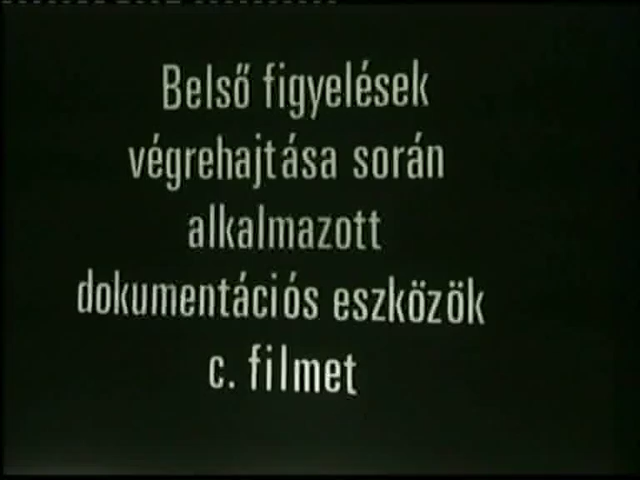 Belső figyelések
végrehajtása során
alkalmazott
dokumentációs eszközök
c. filmet